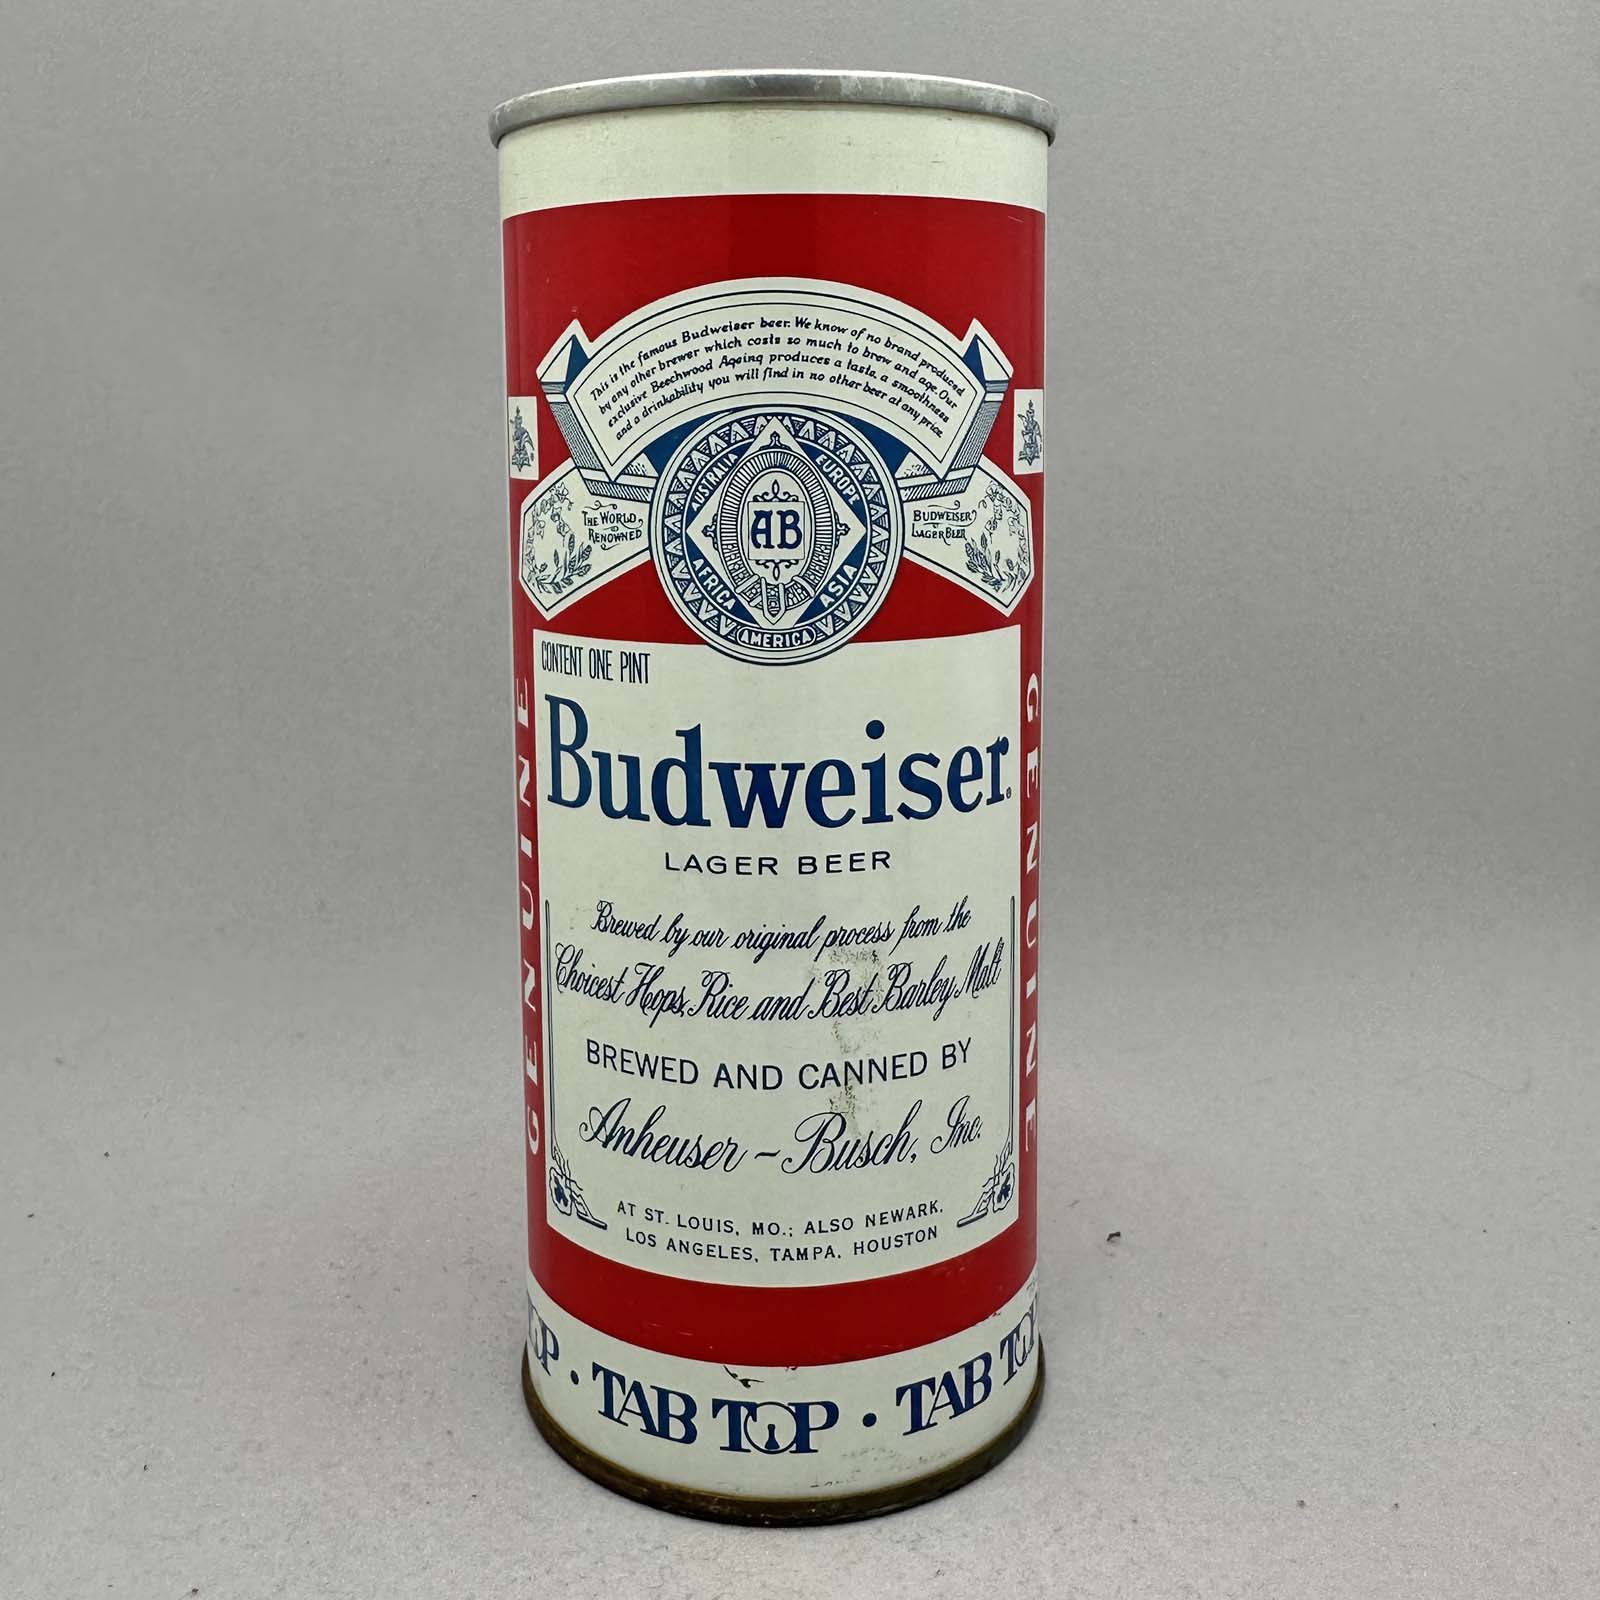 This is the famous Budweiser beer. We know of no brand produced
by any other brewer which costs so much to brew and age. Our
exclusive Beechwood Ageing produces a taste, a smoothness
and a drinkability you will find in no other beer at any price.
AUSTRALIA
EUROPE
THE WORLD
RENOWNED
AB
BUDWEISER
LAGER BEER
AFRICA
ASIA
AMERICA
CONTENT ONE PINT
Budweiser®
LAGER BEER
Brewed by our original process from the
Choicest Hops, Rice and Best Barley Malt
BREWED AND CANNED BY
Anheuser-Busch, Inc.
AT ST. LOUIS, MO.; ALSO NEWARK,
LOS ANGELES, TAMPA, HOUSTON
GENUINE
GENUINE
TOP • TAB TOP • TAB TOP